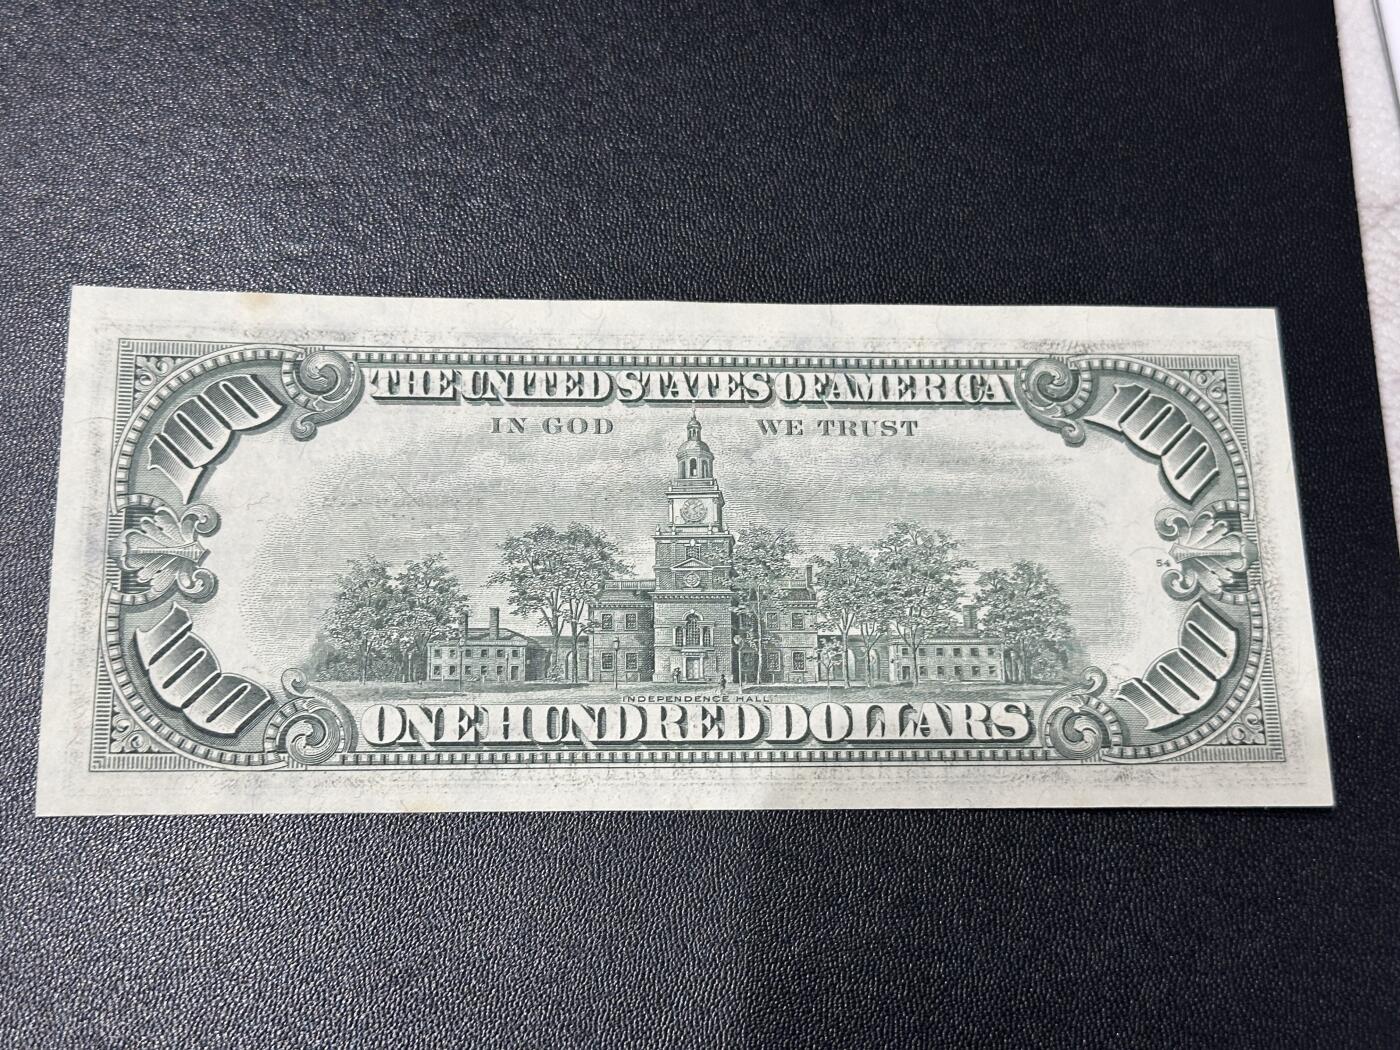 100 THE UNITED STATES OF AMERICA 100
IN GOD WE TRUST
54
INDEPENDENCE HALL
100 ONE HUNDRED DOLLARS 100